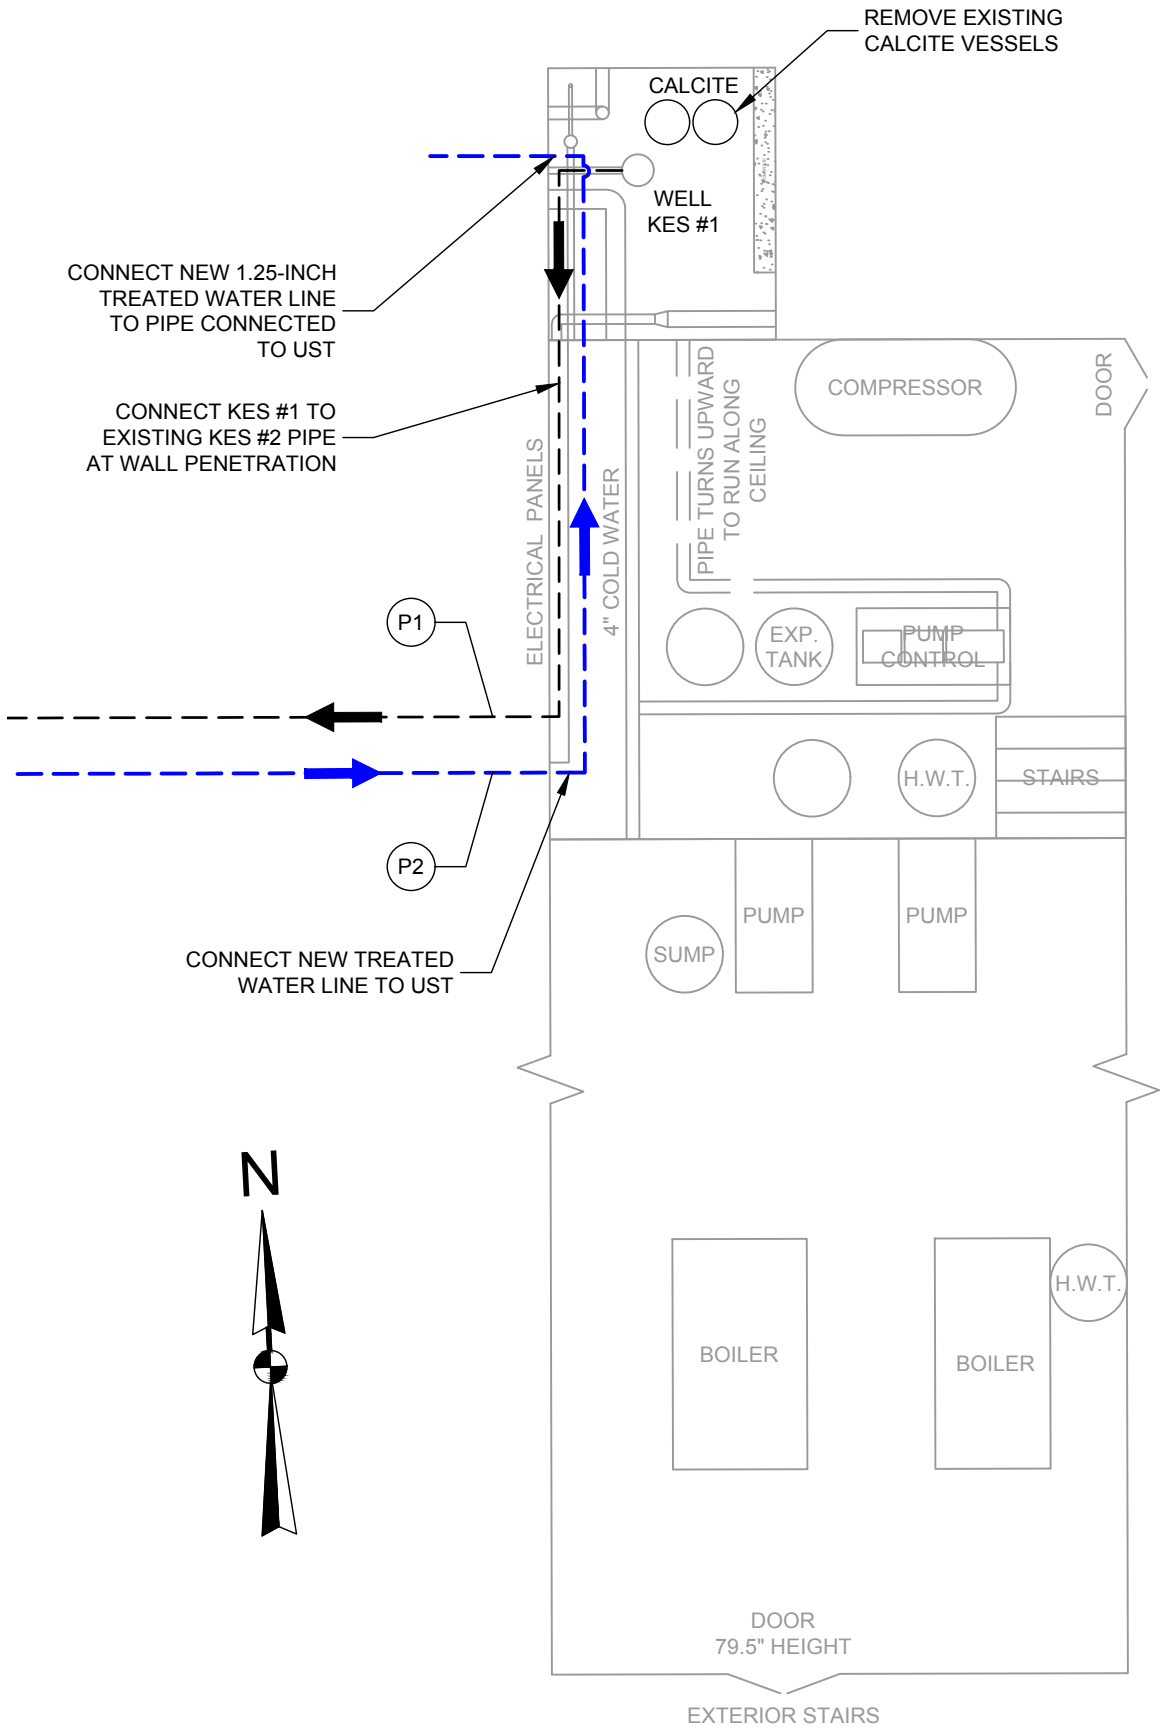 REMOVE EXISTING
CALCITE VESSELS
CALCITE
WELL
KES #1
CONNECT NEW 1.25-INCH
TREATED WATER LINE
TO PIPE CONNECTED
TO UST
CONNECT KES #1 TO
EXISTING KES #2 PIPE
AT WALL PENETRATION
ELECTRICAL PANELS
4" COLD WATER
PIPE TURNS UPWARD
TO RUN ALONG
CEILING
COMPRESSOR
DOOR
P1
EXP.
TANK
PUMP
CONTROL
H.W.T.
STAIRS
P2
PUMP
PUMP
SUMP
CONNECT NEW TREATED
WATER LINE TO UST
N
H.W.T.
BOILER
BOILER
DOOR
79.5" HEIGHT
EXTERIOR STAIRS